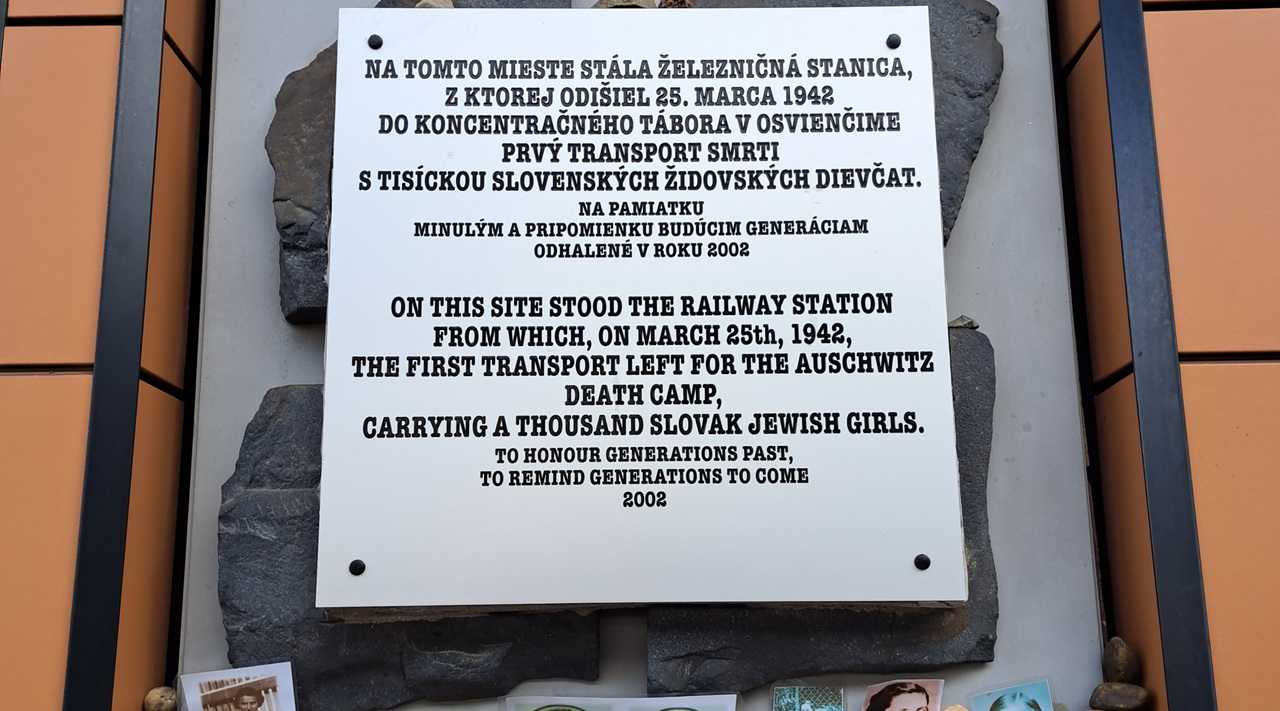 NA TOMTO MIESTE STÁLA ŽELEZNIČNÁ STANICA,
Z KTOREJ ODIŠIEL 25. MARCA 1942
DO KONCENTRAČNÉHO TÁBORA V OSVIENČIME
PRVÝ TRANSPORT SMRTI
S TISÍCKOU SLOVENSKÝCH ŽIDOVSKÝCH DIEVČAT.
NA PAMIATKU
MINULÝM A PRIPOMIENKU BUDÚCIM GENERÁCIAM
ODHALENÉ V ROKU 2002
ON THIS SITE STOOD THE RAILWAY STATION
FROM WHICH, ON MARCH 25th, 1942,
THE FIRST TRANSPORT LEFT FOR THE AUSCHWITZ
DEATH CAMP,
CARRYING A THOUSAND SLOVAK JEWISH GIRLS.
TO HONOUR GENERATIONS PAST,
TO REMIND GENERATIONS TO COME
2002